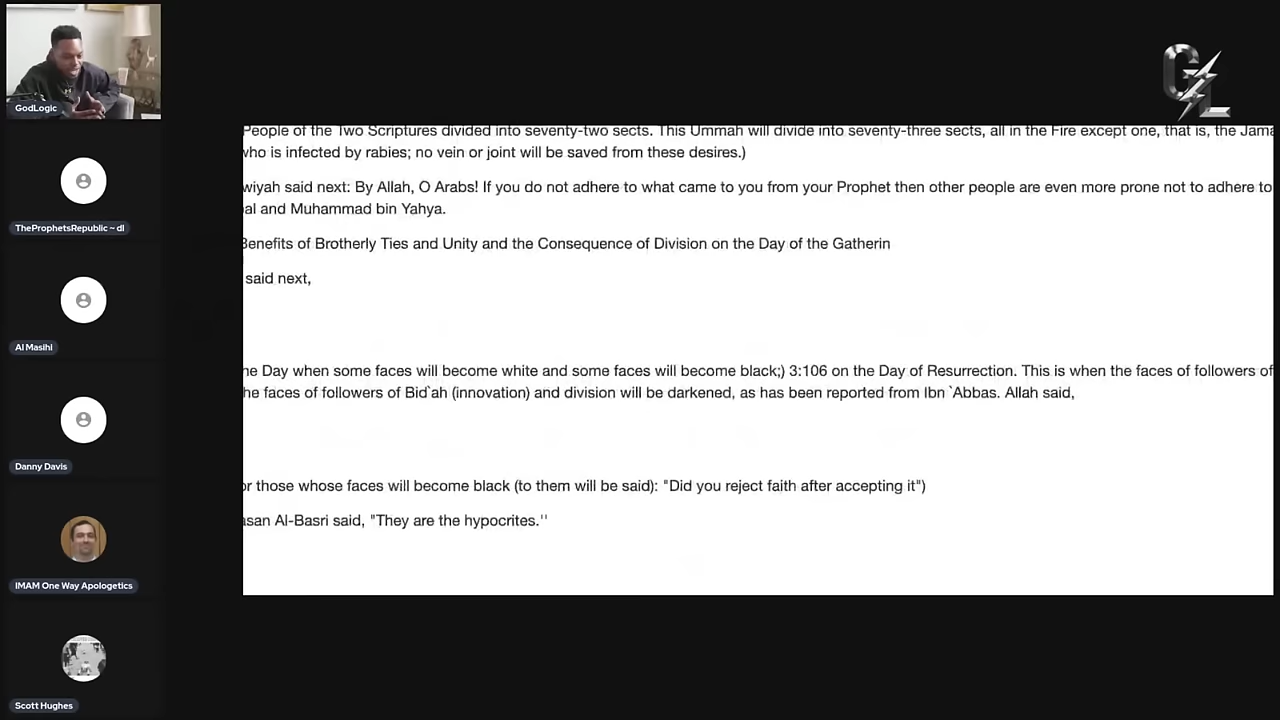 GodLogic
TheProphetsRepublic ~ dl
Al Masihi
Danny Davis
IMAM One Way Apologetics
Scott Hughes
GL
People of the Two Scriptures divided into seventy-two sects. This Ummah will divide into seventy-three sects, all in the Fire except one, that is, the Jama
who is infected by rabies; no vein or joint will be saved from these desires.)
wiyah said next: By Allah, O Arabs! If you do not adhere to what came to you from your Prophet then other people are even more prone not to adhere to
al and Muhammad bin Yahya.
Benefits of Brotherly Ties and Unity and the Consequence of Division on the Day of the Gatherin
said next,
he Day when some faces will become white and some faces will become black;) 3:106 on the Day of Resurrection. This is when the faces of followers of
he faces of followers of Bid`ah (innovation) and division will be darkened, as has been reported from Ibn `Abbas. Allah said,
or those whose faces will become black (to them will be said): "Did you reject faith after accepting it")
asan Al-Basri said, "They are the hypocrites.''